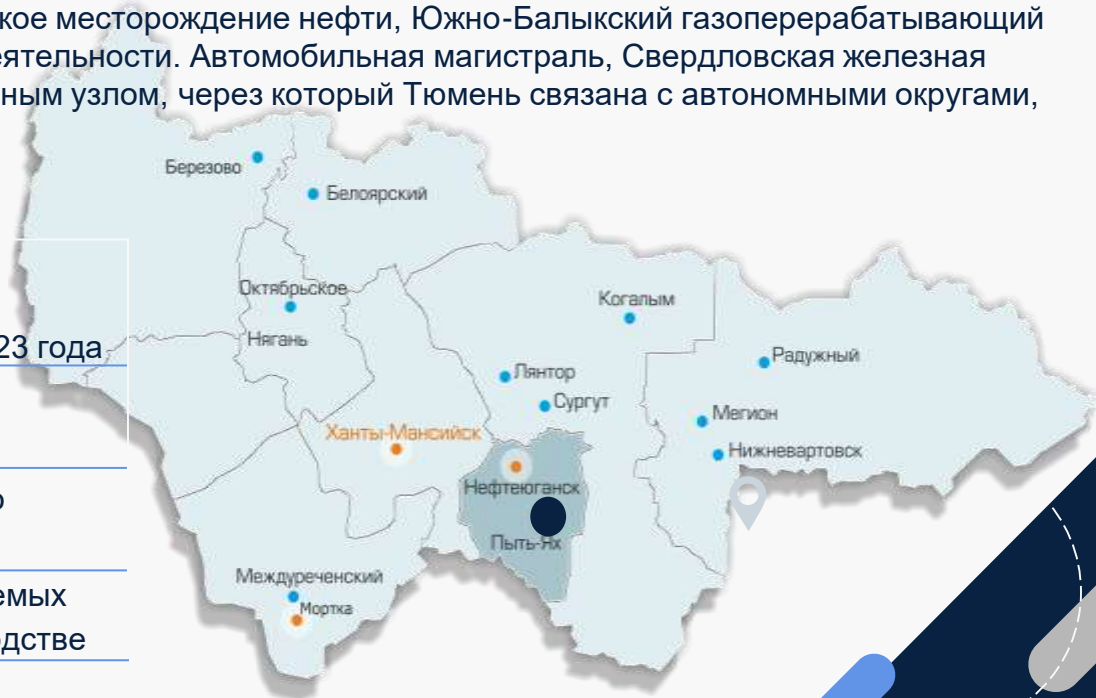 кое месторождение нефти, Южно-Балыкский газоперерабатывающий
еятельности. Автомобильная магистраль, Свердловская железная
ным узлом, через который Тюмень связана с автономными округами,
Березово
Белоярский
Октябрьское
Нягань
Когалым
23 года
Радужный
Лянтор
Сургут
Мегион
Ханты-Мансийск
Нижневартовск
Нефтеюганск
о
Пыть-Ях
Междуреченский
емых
Мортка
дстве